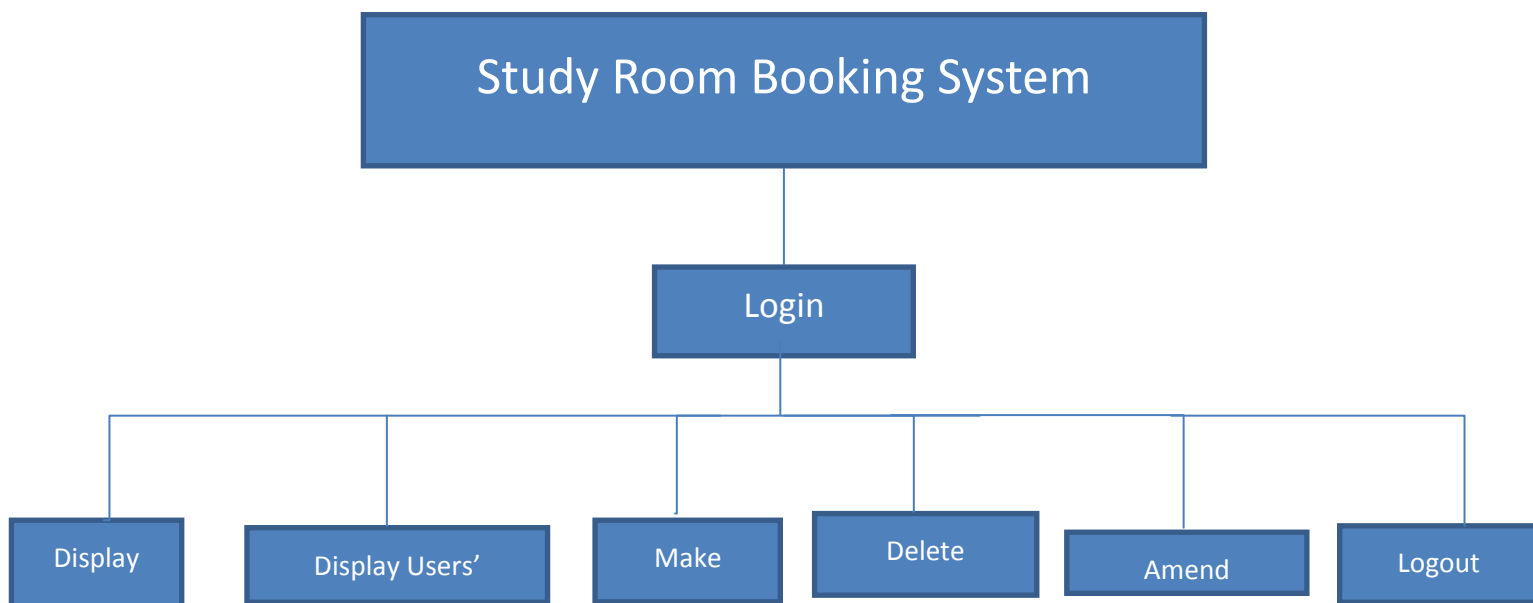 Study Room Booking System
Login
Display
Display Users’
Make
Delete
Amend
Logout